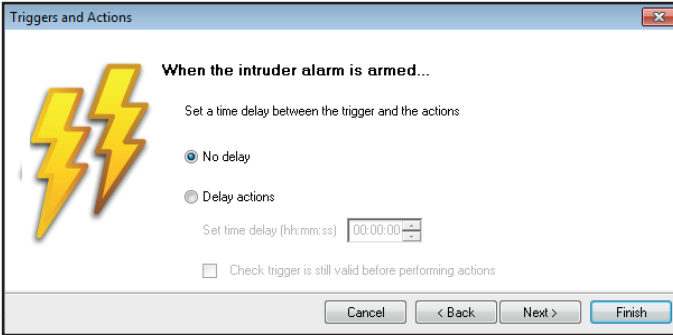 Triggers and Actions
When the intruder alarm is armed...
Set a time delay between the trigger and the actions
No delay
Delay actions
Set time delay (hh:mm:ss) 00:00:00
Check trigger is still valid before performing actions
Cancel < Back Next > Finish